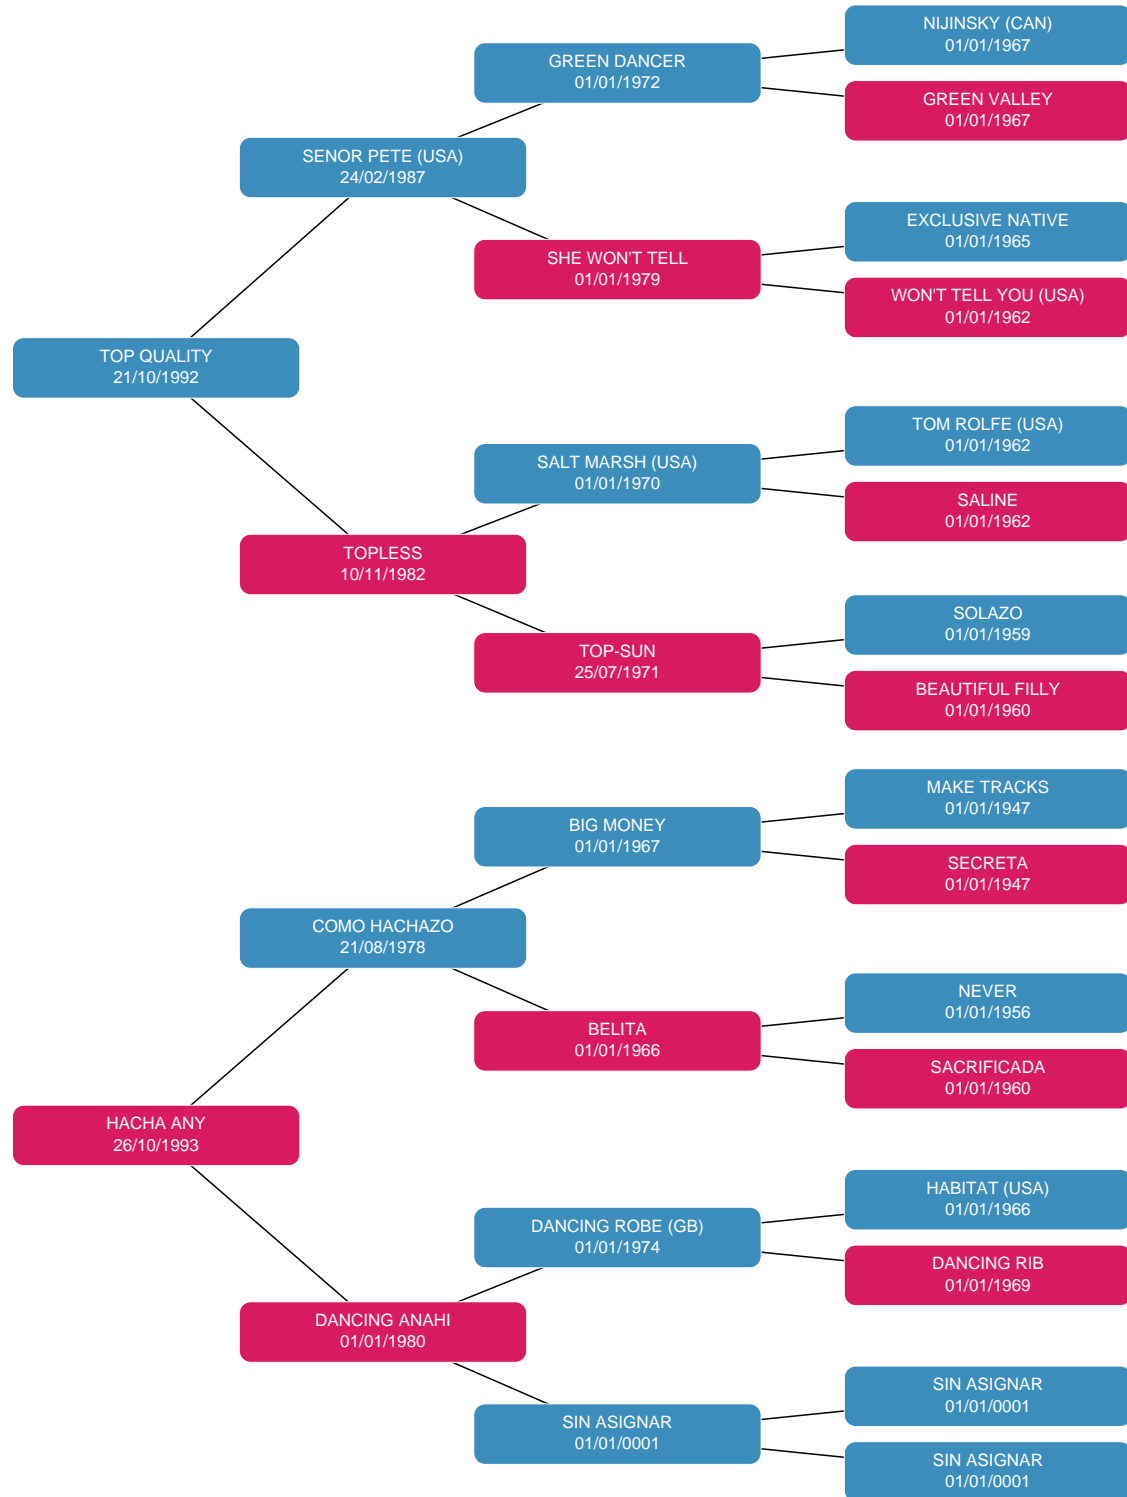 NIJINSKY (CAN)
01/01/1967
GREEN DANCER
01/01/1972
GREEN VALLEY
01/01/1967
SENOR PETE (USA)
24/02/1987
EXCLUSIVE NATIVE
01/01/1965
SHE WON'T TELL
01/01/1979
WON'T TELL YOU (USA)
01/01/1962
TOP QUALITY
21/10/1992
TOM ROLFE (USA)
01/01/1962
SALT MARSH (USA)
01/01/1970
SALINE
01/01/1962
TOPLESS
10/11/1982
SOLAZO
01/01/1959
TOP-SUN
25/07/1971
BEAUTIFUL FILLY
01/01/1960
MAKE TRACKS
01/01/1947
BIG MONEY
01/01/1967
SECRETA
01/01/1947
COMO HACHAZO
21/08/1978
NEVER
01/01/1956
BELITA
01/01/1966
SACRIFICADA
01/01/1960
HACHA ANY
26/10/1993
HABITAT (USA)
01/01/1966
DANCING ROBE (GB)
01/01/1974
DANCING RIB
01/01/1969
DANCING ANAHI
01/01/1980
SIN ASIGNAR
01/01/0001
SIN ASIGNAR
01/01/0001
SIN ASIGNAR
01/01/0001